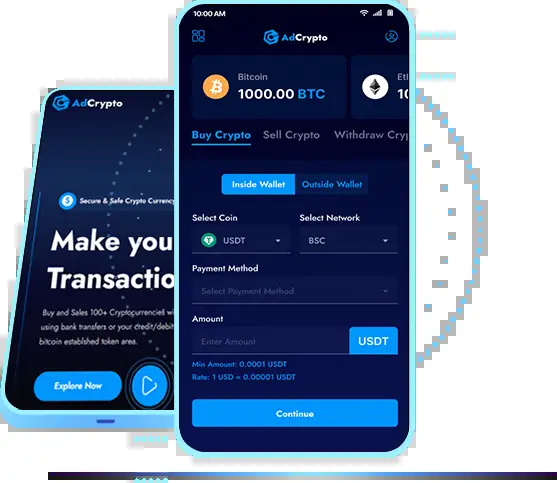 10:00 AM
AdCrypto
Bitcoin
1000.00 BTC
Buy Crypto
Sell Crypto
Withdraw Cryp
Inside Wallet
Outside Wallet
Select Coin
Select Network
USDT
BSC
Payment Method
Select Payment Method
Amount
Enter Amount
USDT
Min Amount: 0.0001 USDT
Rate: 1 USD = 0.00001 USDT
Continue
AdCrypto
Secure & Safe Crypto Currency
Make you
Transactio
Buy and Sales 100+ Cryptocurrencies wi
using bank transfers or your credit/debit
bitcoin establshed token area.
Explore Now